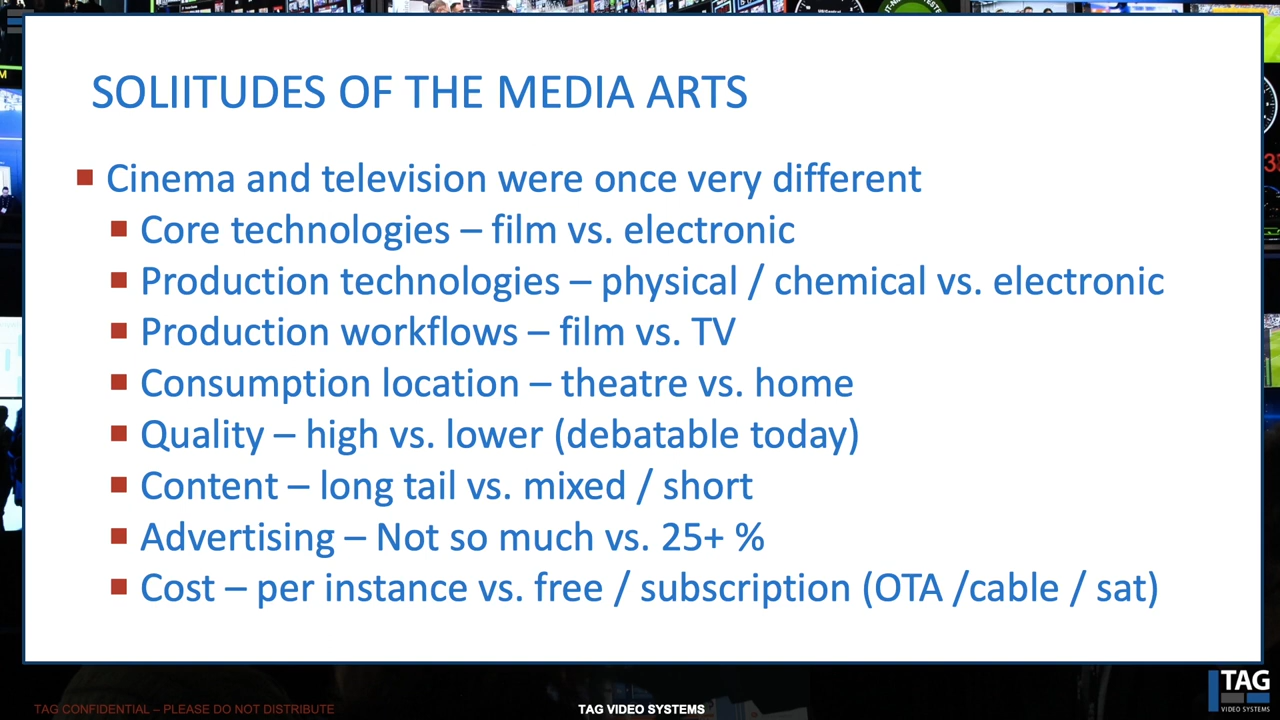 SOLIITUDES OF THE MEDIA ARTS
Cinema and television were once very different
Core technologies – film vs. electronic
Production technologies – physical / chemical vs. electronic
Production workflows – film vs. TV
Consumption location – theatre vs. home
Quality – high vs. lower (debatable today)
Content – long tail vs. mixed / short
Advertising – Not so much vs. 25+ %
Cost – per instance vs. free / subscription (OTA /cable / sat)
TAG CONFIDENTIAL – PLEASE DO NOT DISTRIBUTE
TAG VIDEO SYSTEMS
TAG
VIDEO SYSTEMS